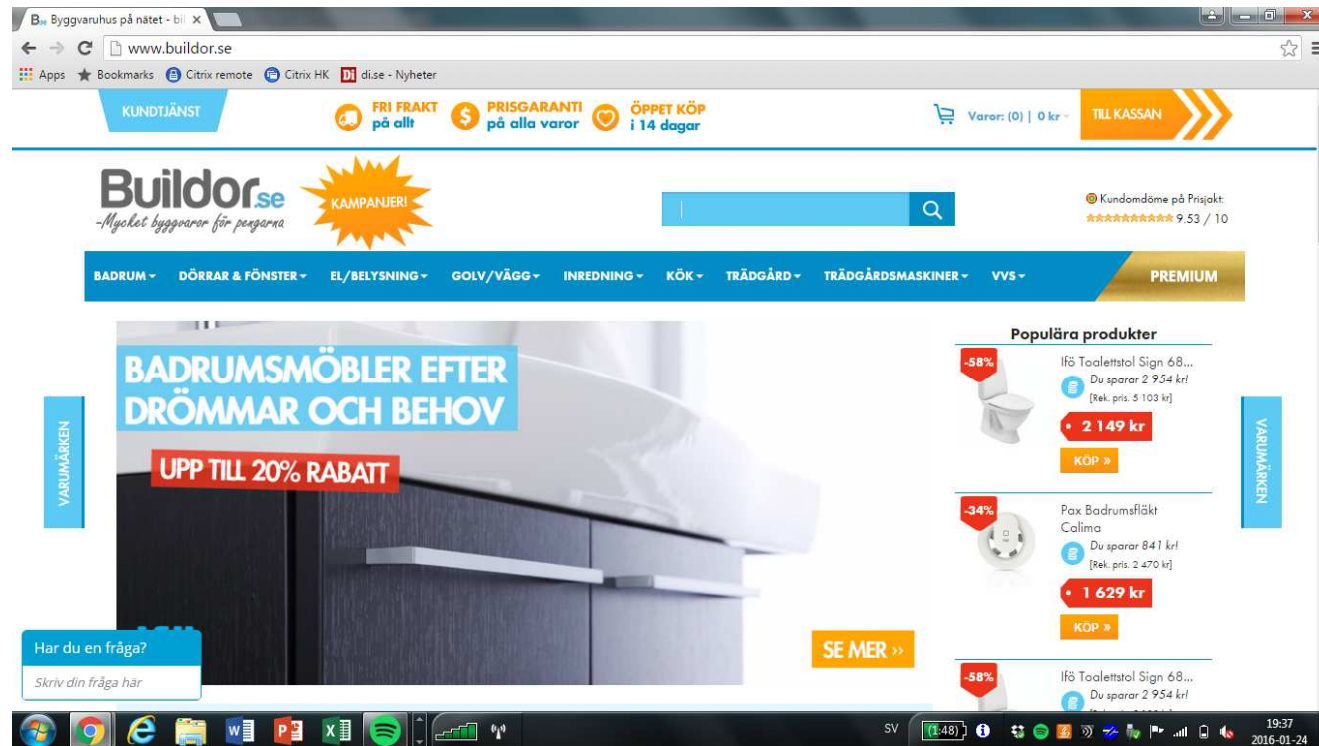 Byggvaruhus på nätet - bil
www.buildor.se
Apps Bookmarks Citrix remote Citrix HK Di di.se - Nyheter
KUNDTJÄNST
FRI FRAKT
på allt
PRISGARANTI
på alla varor
ÖPPET KÖP
i 14 dagar
Varor: (0) | 0 kr
TILL KASSAN
Buildor.se
-Mycket byggvaror för pengarna
KAMPANJER!
Kundomdöme på Prisjakt:
9.53 / 10
BADRUM DÖRRAR & FÖNSTER EL/BELYSNING GOLV/VÄGG INREDNING KÖK TRÄDGÅRD TRÄDGÅRDSMASKINER VVS PREMIUM
VARUMÄRKEN
BADRUMSMÖBLER EFTER
DRÖMMAR OCH BEHOV
UPP TILL 20% RABATT
SE MER »
Populära produkter
-58%
Ifö Toalettstol Sign 68...
Du sparar 2 954 kr!
[Rek. pris. 5 103 kr]
2 149 kr
KÖP »
-34%
Pax Badrumsfläkt
Calima
Du sparar 841 kr!
[Rek. pris. 2 470 kr]
1 629 kr
KÖP »
-58%
Ifö Toalettstol Sign 68...
Du sparar 2 954 kr!
VARUMÄRKEN
Har du en fråga?
Skriv din fråga här
SV (1:48) 19:37
2016-01-24